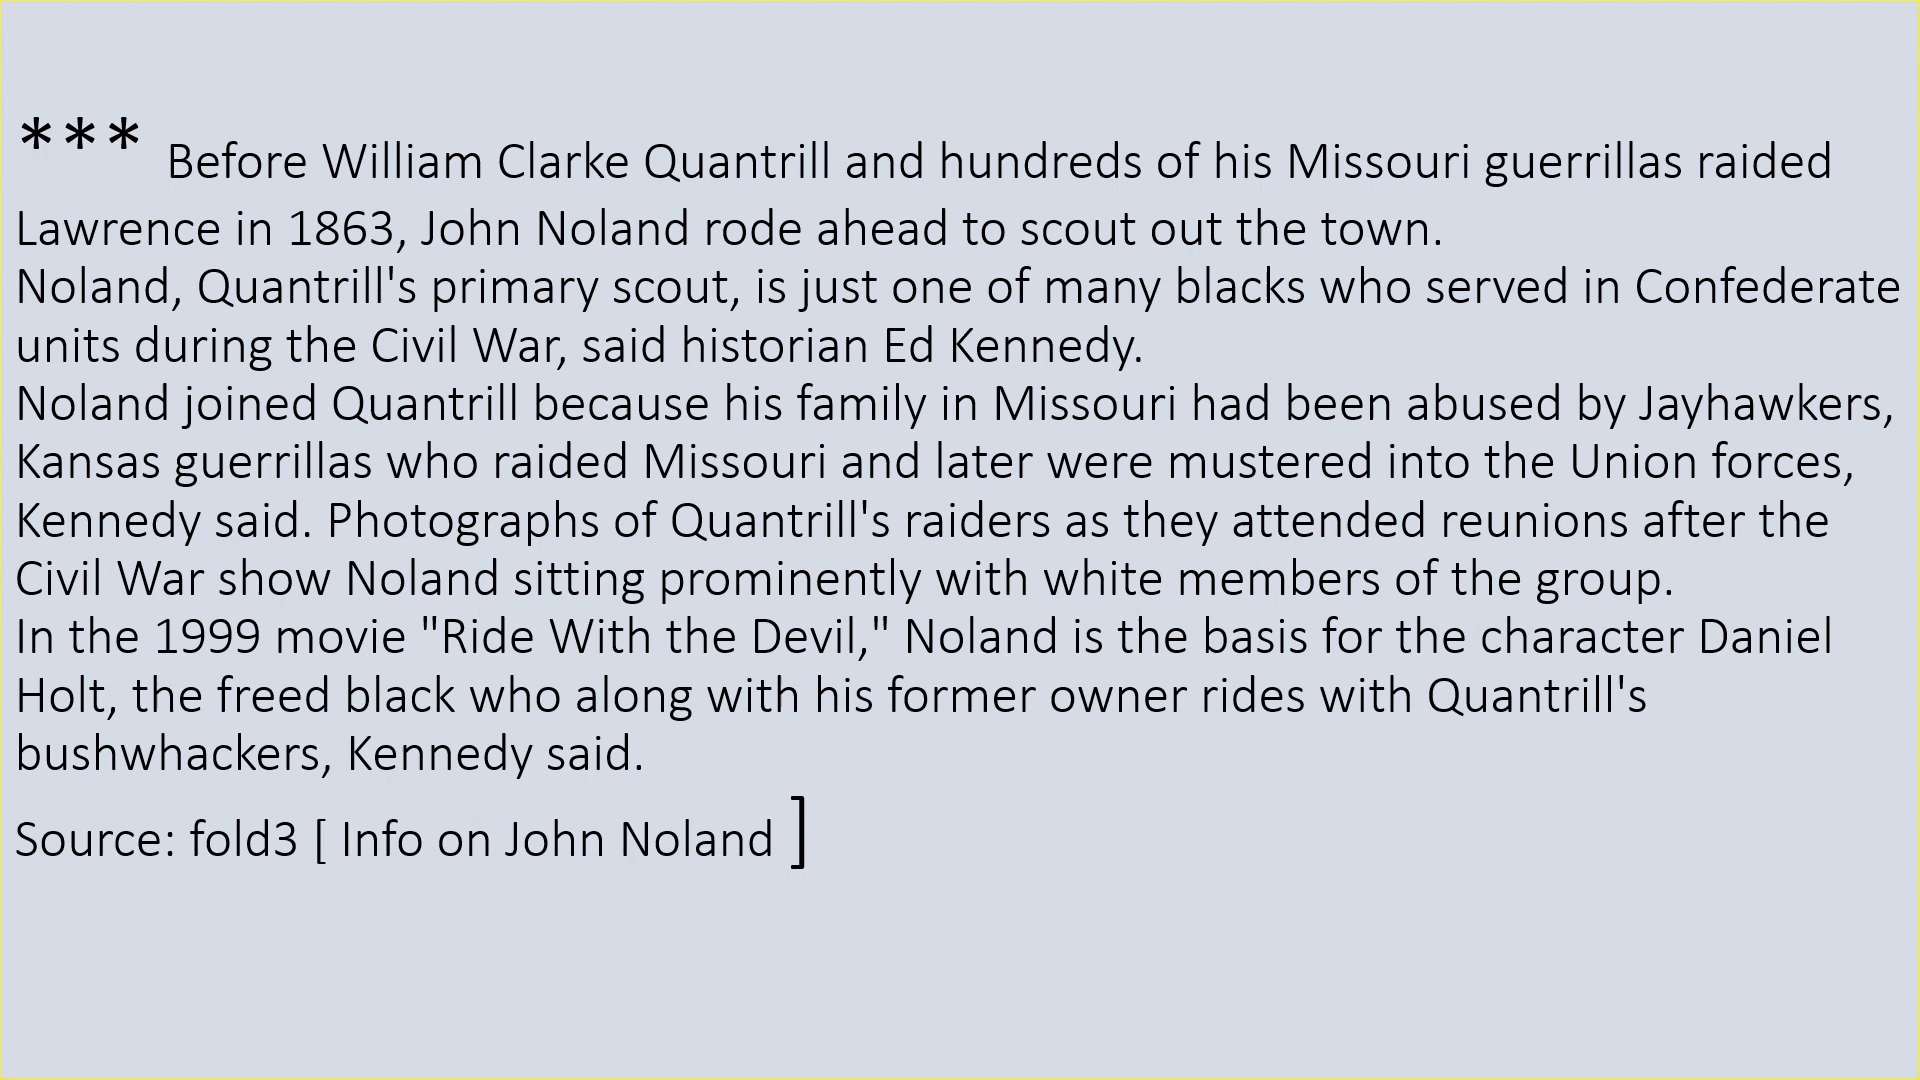 *** Before William Clarke Quantrill and hundreds of his Missouri guerrillas raided
Lawrence in 1863, John Noland rode ahead to scout out the town.
Noland, Quantrill's primary scout, is just one of many blacks who served in Confederate
units during the Civil War, said historian Ed Kennedy.
Noland joined Quantrill because his family in Missouri had been abused by Jayhawkers,
Kansas guerrillas who raided Missouri and later were mustered into the Union forces,
Kennedy said. Photographs of Quantrill's raiders as they attended reunions after the
Civil War show Noland sitting prominently with white members of the group.
In the 1999 movie "Ride With the Devil," Noland is the basis for the character Daniel
Holt, the freed black who along with his former owner rides with Quantrill's
bushwhackers, Kennedy said.
Source: fold3 [ Info on John Noland ]